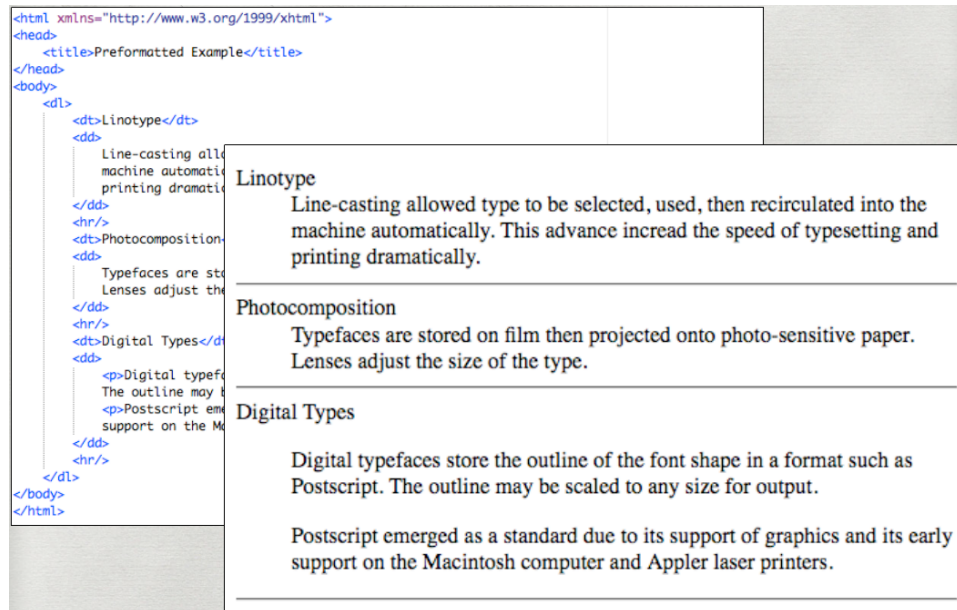 <html xmlns="http://www.w3.org/1999/xhtml">
<head>
<title>Preformatted Example</title>
</head>
<body>
<dl>
<dt>Linotype</dt>
<dd>
Line-casting
machine
printing
</dd>
<hr/>
<dt>Photocomposition
<dd>
Typefaces are
Lenses adjust the
</dd>
<hr/>
<dt>Digital Types</
<dd>
<p>Digital
The outline may
<p>Postscript
support on the
</dd>
<hr/>
</dl>
</body>
</html>
Linotype
Line-casting allowed type to be selected, used, then recirculated into the
machine automatically. This advance incread the speed of typesetting and
printing dramatically.
Photocomposition
Typefaces are stored on film then projected onto photo-sensitive paper.
Lenses adjust the size of the type.
Digital Types
Digital typefaces store the outline of the font shape in a format such as
Postscript. The outline may be scaled to any size for output.
Postscript emerged as a standard due to its support of graphics and its early
support on the Macintosh computer and Appler laser printers.